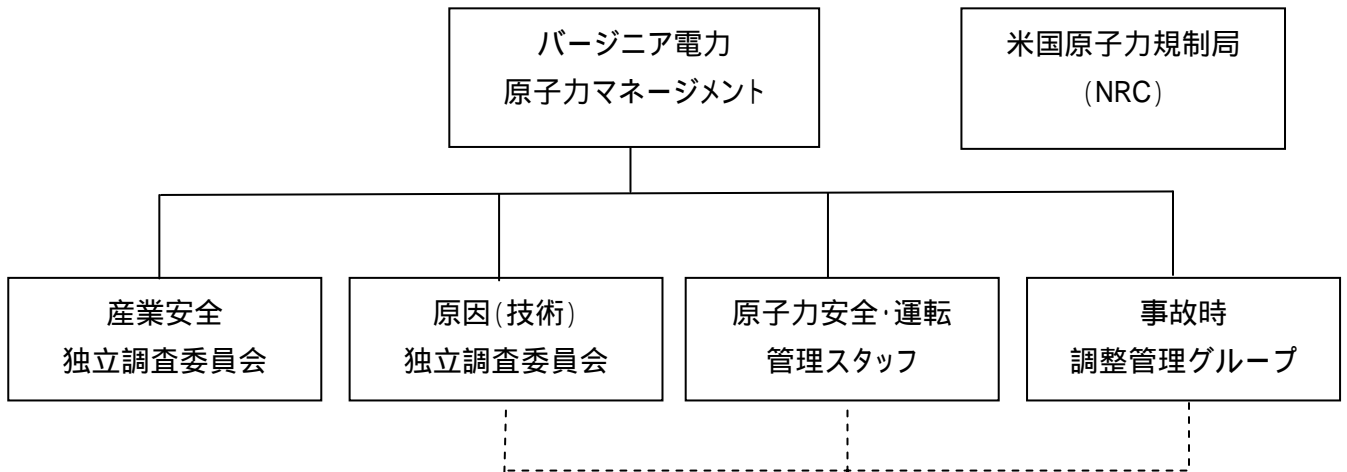 バージニア電力
原子力マネージメント
米国原子力規制局
(NRC)
産業安全
独立調査委員会
原因(技術)
独立調査委員会
原子力安全・運転
管理スタッフ
事故時
調整管理グループ